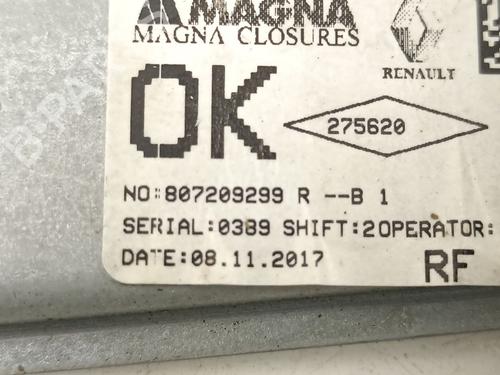 MAGNA
MAGNA CLOSURES
RENAULT
OK
275620
NO:807209299 R --B 1
SERIAL:0389 SHIFT:2OPERATOR:
DATE:08.11.2017
RF